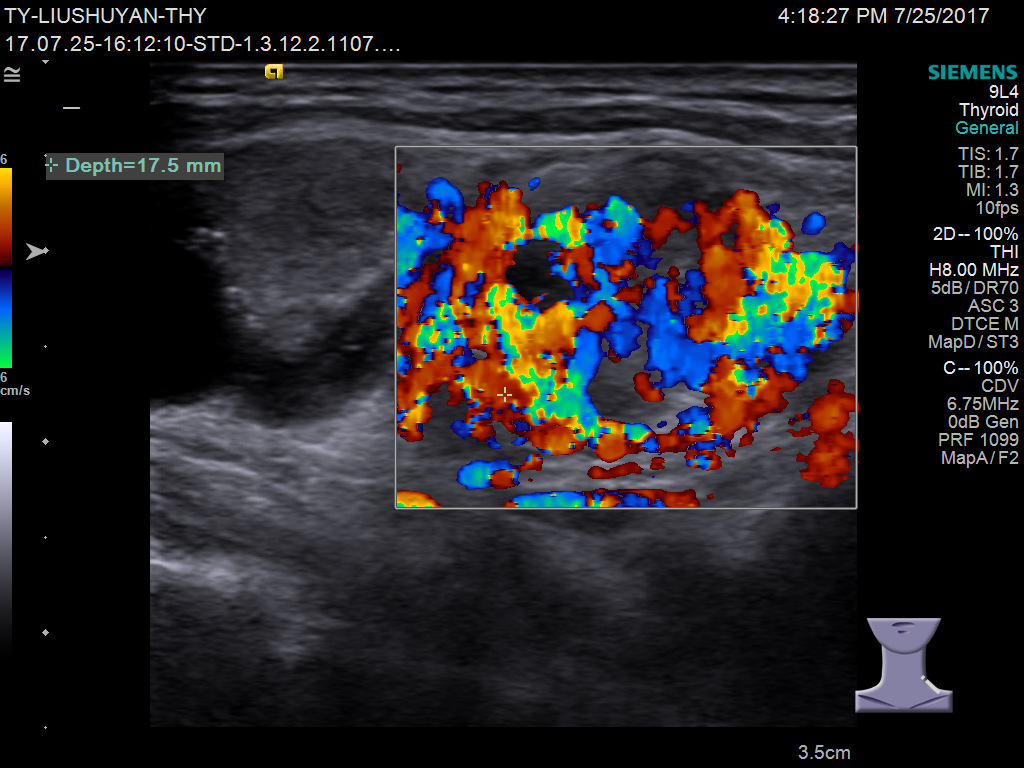 TY-LIUSHUYAN-THY
4:18:27 PM 7/25/2017
17.07.25-16:12:10-STD-1.3.12.2.1107....
SIEMENS
9L4
Thyroid
General
TIS: 1.7
TIB: 1.7
MI: 1.3
10fps
2D--100%
THI
H8.00 MHz
5dB/DR70
ASC 3
DTCE M
MapD/ST3
C--100%
CDV
6.75MHz
0dB Gen
PRF 1099
MapA/F2
Depth=17.5 mm
6
6
cm/s
3.5cm